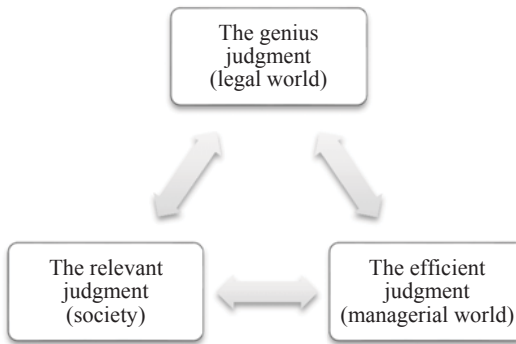 The genius
judgment
(legal world)
The relevant
judgment
(society)
The efficient
judgment
(managerial world)